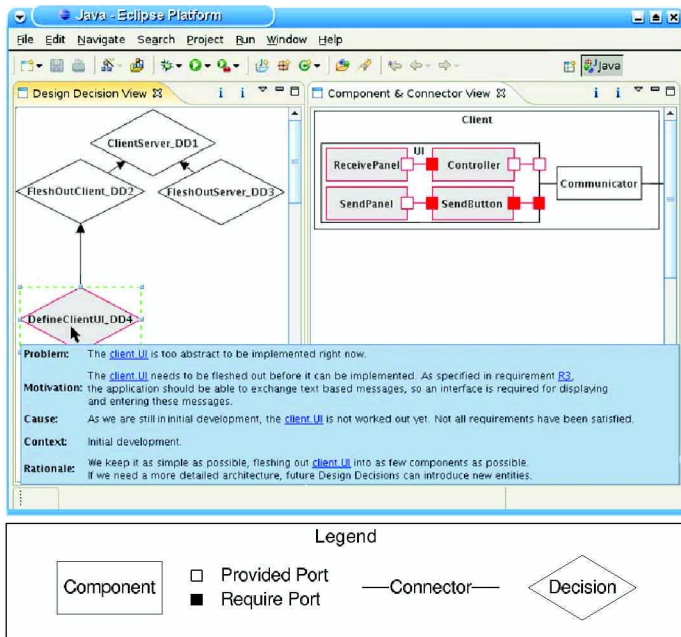 Java - Eclipse Platform
File Edit Navigate Search Project Run Window Help
Java
Design Decision View
Component & Connector View
ClientServer_DD1
FleshOutClient_DD2
FleshOutServer_DD3
DefineClientUI_DD4
Client
UI
ReceivePanel
Controller
SendPanel
SendButton
Communicator
Problem: The client.UI is too abstract to be implemented right now.
The client.UI needs to be fleshed out before it can be implemented. As specified in requirement R3,
Motivation: the application should be able to exchange text based messages, so an interface is required for displaying
and entering these messages.
Cause: As we are still in initial development, the client.UI is not worked out yet. Not all requirements have been satisfied.
Context: Initial development.
Rationale: We keep it as simple as possible, fleshing out client.UI into as few components as possible.
If we need a more detailed architecture, future Design Decisions can introduce new entities.
Legend
Component
Provided Port
Require Port
Connector
Decision